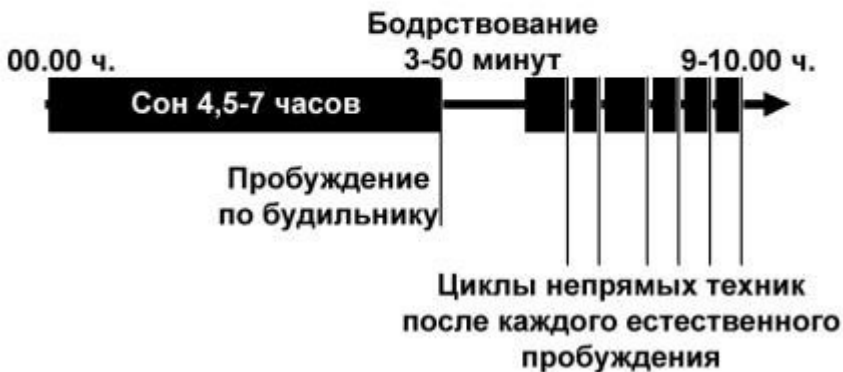 Бодрствование
00.00 ч.
3-50 минут
9-10.00 ч.
Сон 4,5-7 часов
Пробуждение
по будильнику
Циклы непрямых техник
после каждого естественного
пробуждения